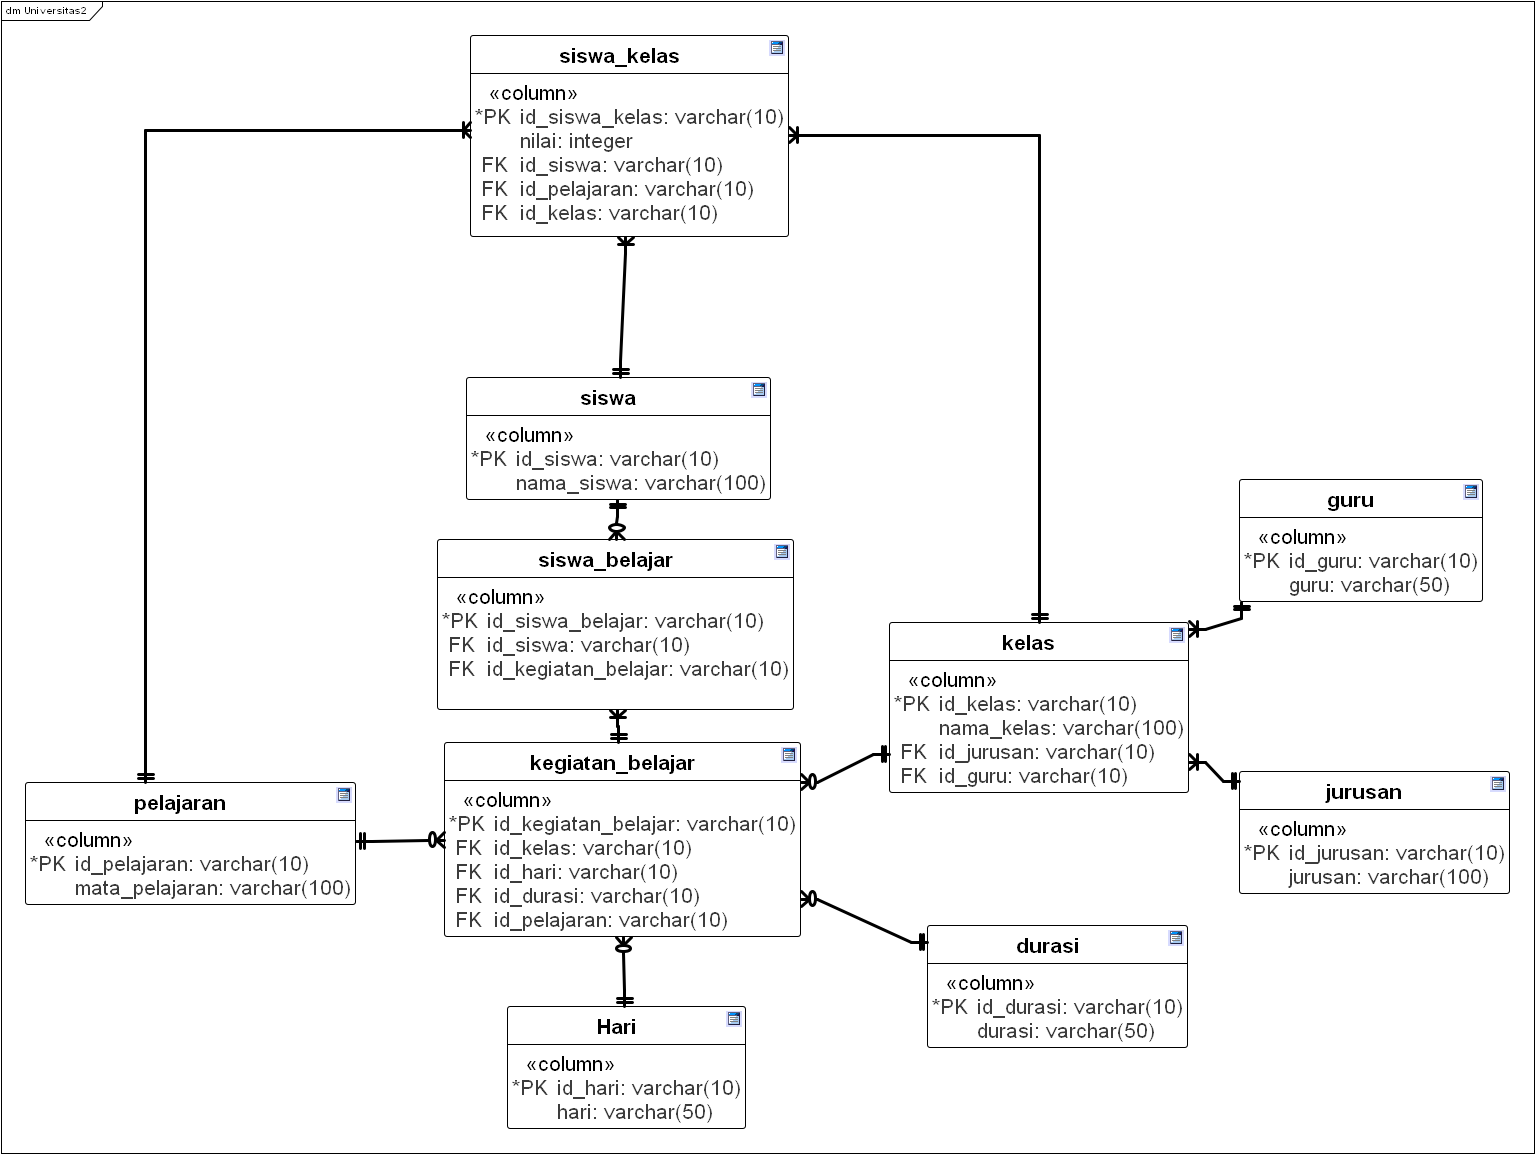 dm Universitas2
siswa_kelas
«column»
*PK id_siswa_kelas: varchar(10)
nilai: integer
FK id_siswa: varchar(10)
FK id_pelajaran: varchar(10)
FK id_kelas: varchar(10)
siswa
«column»
*PK id_siswa: varchar(10)
nama_siswa: varchar(100)
guru
«column»
*PK id_guru: varchar(10)
guru: varchar(50)
siswa_belajar
«column»
*PK id_siswa_belajar: varchar(10)
FK id_siswa: varchar(10)
FK id_kegiatan_belajar: varchar(10)
kelas
«column»
*PK id_kelas: varchar(10)
nama_kelas: varchar(100)
FK id_jurusan: varchar(10)
FK id_guru: varchar(10)
pelajaran
«column»
*PK id_pelajaran: varchar(10)
mata_pelajaran: varchar(100)
kegiatan_belajar
«column»
*PK id_kegiatan_belajar: varchar(10)
FK id_kelas: varchar(10)
FK id_hari: varchar(10)
FK id_durasi: varchar(10)
FK id_pelajaran: varchar(10)
jurusan
«column»
*PK id_jurusan: varchar(10)
jurusan: varchar(100)
durasi
«column»
*PK id_durasi: varchar(10)
durasi: varchar(50)
Hari
«column»
*PK id_hari: varchar(10)
hari: varchar(50)